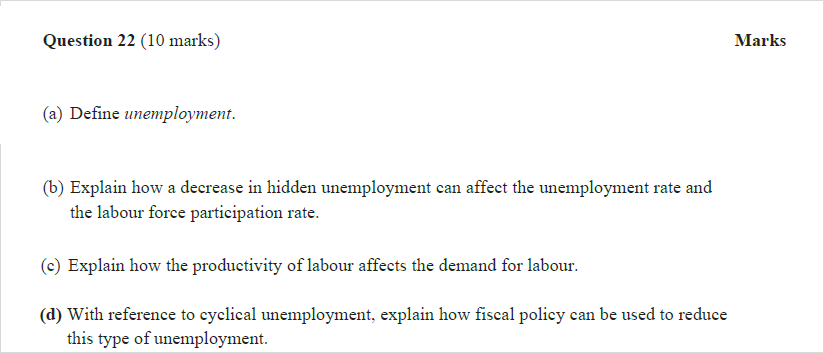 Question 22 (10 marks) Marks
(a) Define unemployment.
(b) Explain how a decrease in hidden unemployment can affect the unemployment rate and
the labour force participation rate.
(c) Explain how the productivity of labour affects the demand for labour.
(d) With reference to cyclical unemployment, explain how fiscal policy can be used to reduce
this type of unemployment.